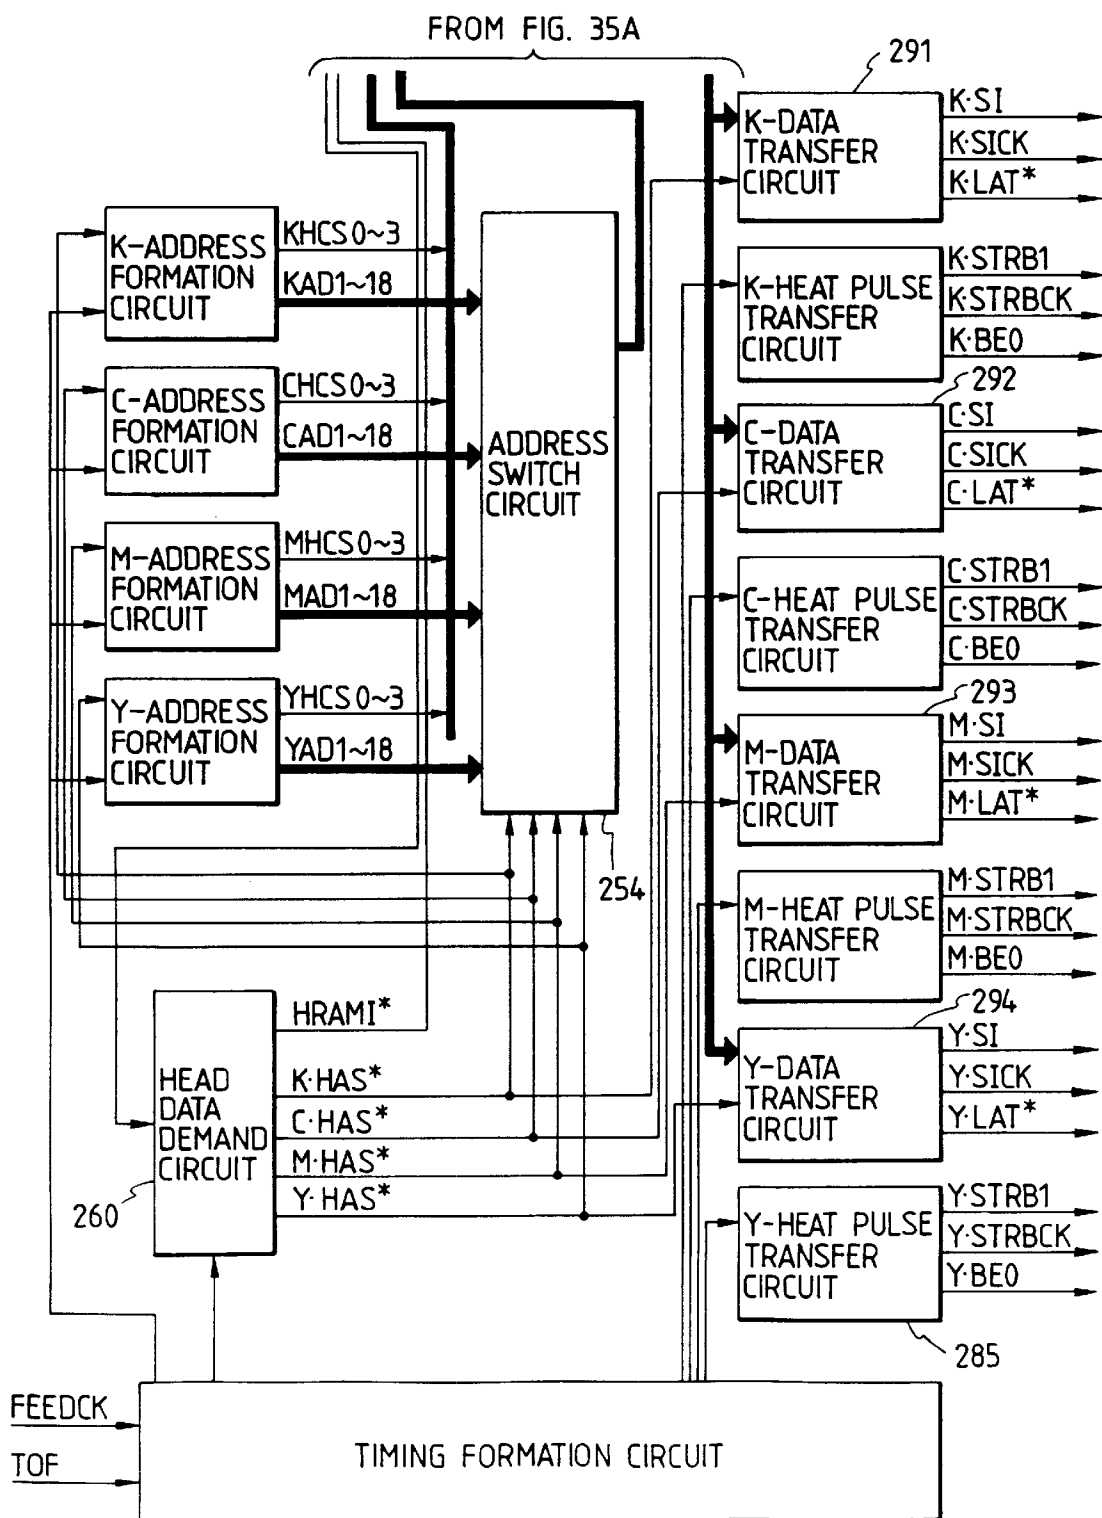 FROM FIG. 35A
291
K-DATA
TRANSFER
CIRCUIT
K·SI
K·SICK
K·LAT*
K-ADDRESS
FORMATION
CIRCUIT
KHCS0~3
KAD1~18
K-HEAT PULSE
TRANSFER
CIRCUIT
K·STRB1
K·STRBCK
K·BEO
C-ADDRESS
FORMATION
CIRCUIT
CHCS0~3
CAD1~18
ADDRESS
SWITCH
CIRCUIT
254
292
C-DATA
TRANSFER
CIRCUIT
C·SI
C·SICK
C·LAT*
M-ADDRESS
FORMATION
CIRCUIT
MHCS0~3
MAD1~18
C-HEAT PULSE
TRANSFER
CIRCUIT
C·STRB1
C·STRBCK
C·BEO
Y-ADDRESS
FORMATION
CIRCUIT
YHCS0~3
YAD1~18
293
M-DATA
TRANSFER
CIRCUIT
M·SI
M·SICK
M·LAT*
M-HEAT PULSE
TRANSFER
CIRCUIT
M·STRB1
M·STRBCK
M·BEO
HEAD
DATA
DEMAND
CIRCUIT
260
HRAMI*
K·HAS*
C·HAS*
M·HAS*
Y·HAS*
294
Y-DATA
TRANSFER
CIRCUIT
Y·SI
Y·SICK
Y·LAT*
Y-HEAT PULSE
TRANSFER
CIRCUIT
Y·STRB1
Y·STRBCK
Y·BEO
285
FEEDCK
TOF
TIMING FORMATION CIRCUIT